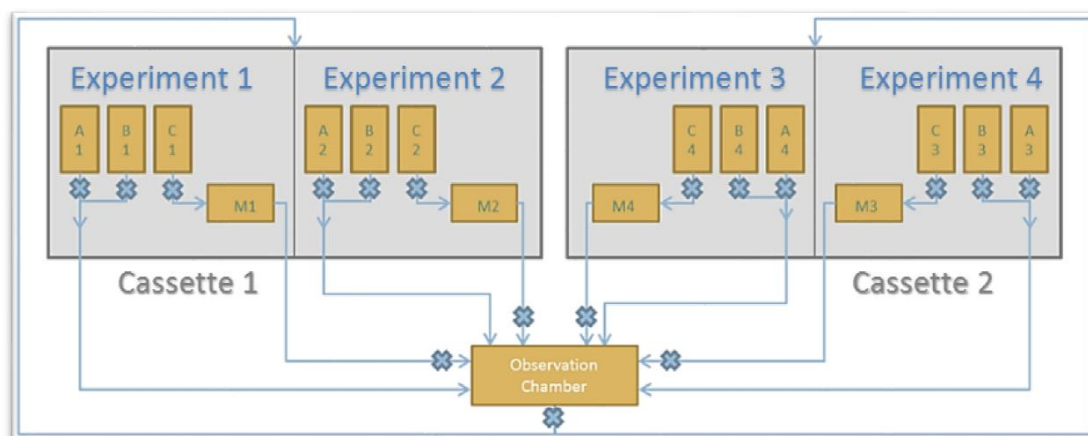 Experiment 1
Experiment 2
Experiment 3
Experiment 4
A
1
B
1
C
1
A
2
B
2
C
2
C
4
B
4
A
4
C
3
B
3
A
3
M1
M2
M4
M3
Cassette 1
Cassette 2
Observation
Chamber